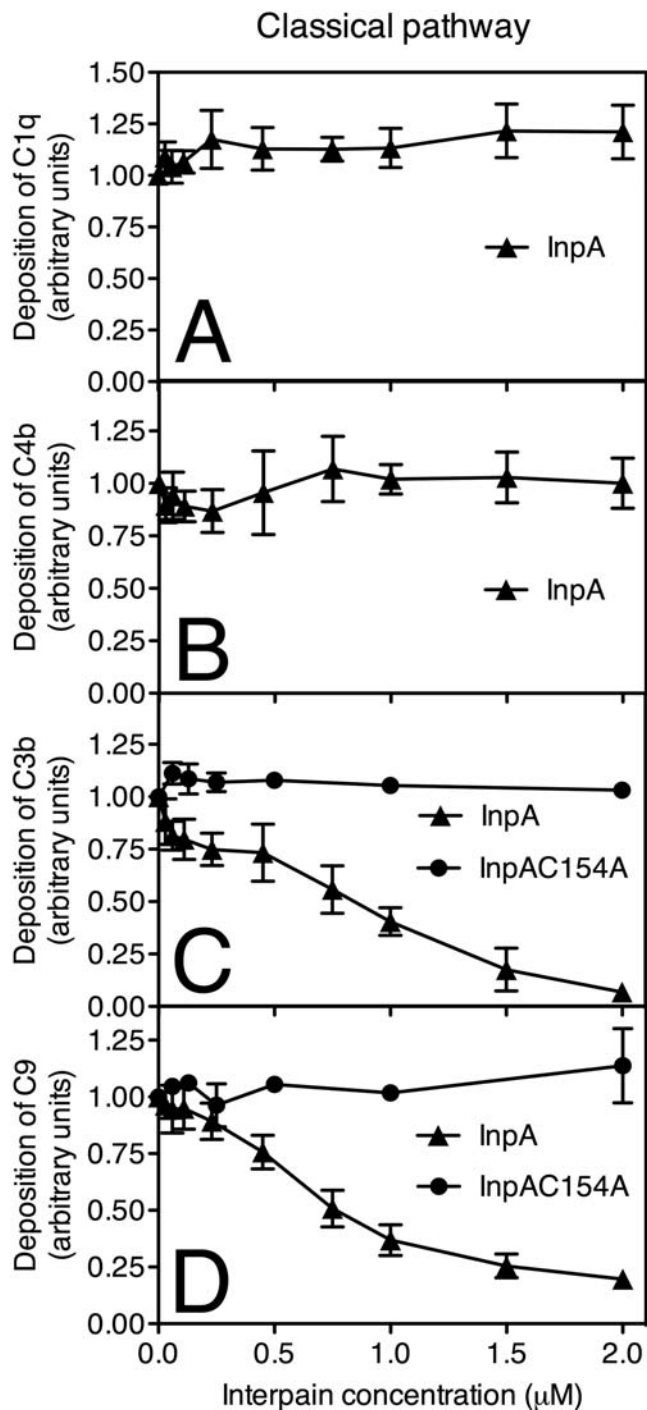 Classical pathway
Deposition of C1q
(arbitrary units)
1.50
1.25
1.00
0.75
0.50
0.25
0.00
A
InpA
Deposition of C4b
(arbitrary units)
1.25
1.00
0.75
0.50
0.25
0.00
B
InpA
Deposition of C3b
(arbitrary units)
1.25
1.00
0.75
0.50
0.25
0.00
C
InpA
InpAC154A
Deposition of C9
(arbitrary units)
1.25
1.00
0.75
0.50
0.25
0.00
D
InpA
InpAC154A
0.0 0.5 1.0 1.5 2.0
Interpain concentration (μM)